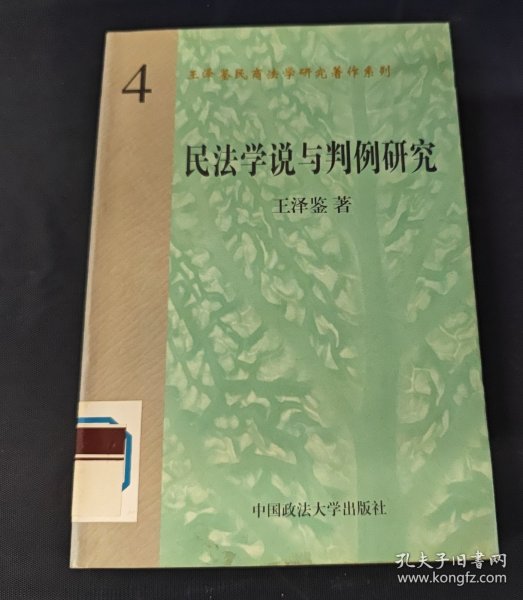 4
王泽鉴民商法学研究著作系列
民法学说与判例研究
王泽鉴 著
中国政法大学出版社
孔夫子旧书网
www.kongfz.com